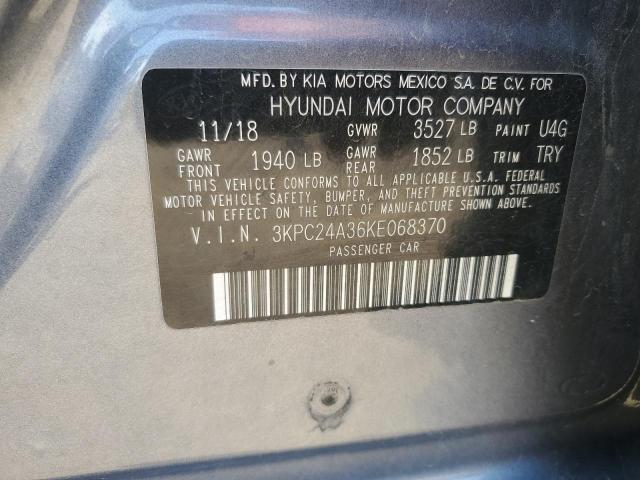 MFD. BY KIA MOTORS MEXICO S.A. DE C.V. FOR
HYUNDAI MOTOR COMPANY
11/18 GVWR 3527 LB PAINT U4G
GAWR FRONT 1940 LB GAWR REAR 1852 LB TRIM TRY
THIS VEHICLE CONFORMS TO ALL APPLICABLE U.S.A. FEDERAL
MOTOR VEHICLE SAFETY, BUMPER, AND THEFT PREVENTION STANDARDS
IN EFFECT ON THE DATE OF MANUFACTURE SHOWN ABOVE.
V.I.N. 3KPC24A36KE068370
PASSENGER CAR